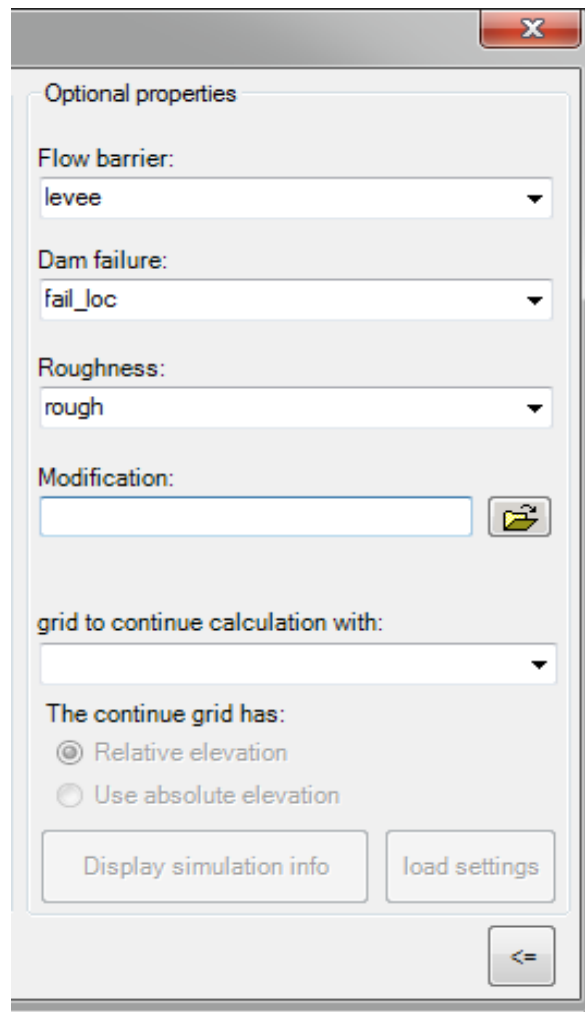 Optional properties
Flow barrier:
levee
Dam failure:
fail_loc
Roughness:
rough
Modification:
grid to continue calculation with:
The continue grid has:
Relative elevation
Use absolute elevation
Display simulation info load settings
<=